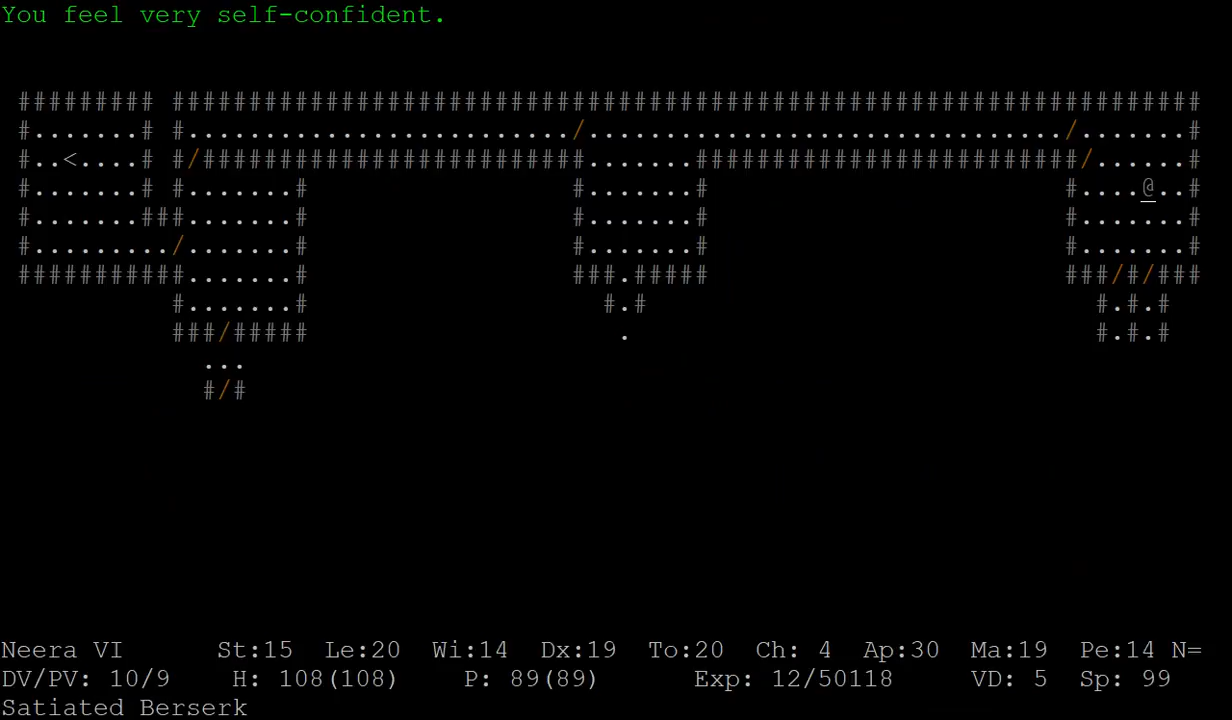 You feel very self-confident.
######### ###################################################################
#.......# #........................./.............................../.......#
#..<....# #/#########################.......#########################/......#
#.......# #.......#                 #.......#                       #....@..#
#.......###.......#                 #.......#                       #.......#
#........./.......#                 #.......#                       #.......#
###########.......#                 ###.#####                       ###/#/###
          #.......#                   #.#                             #.#.#
          ###/#####                    .                              #.#.#
            ...
            #/#
Neera VI      St:15  Le:20  Wi:14  Dx:19  To:20  Ch: 4  Ap:30  Ma:19  Pe:14 N=
DV/PV: 10/9    H: 108(108)    P: 89(89)      Exp: 12/50118     VD: 5  Sp: 99
Satiated Berserk